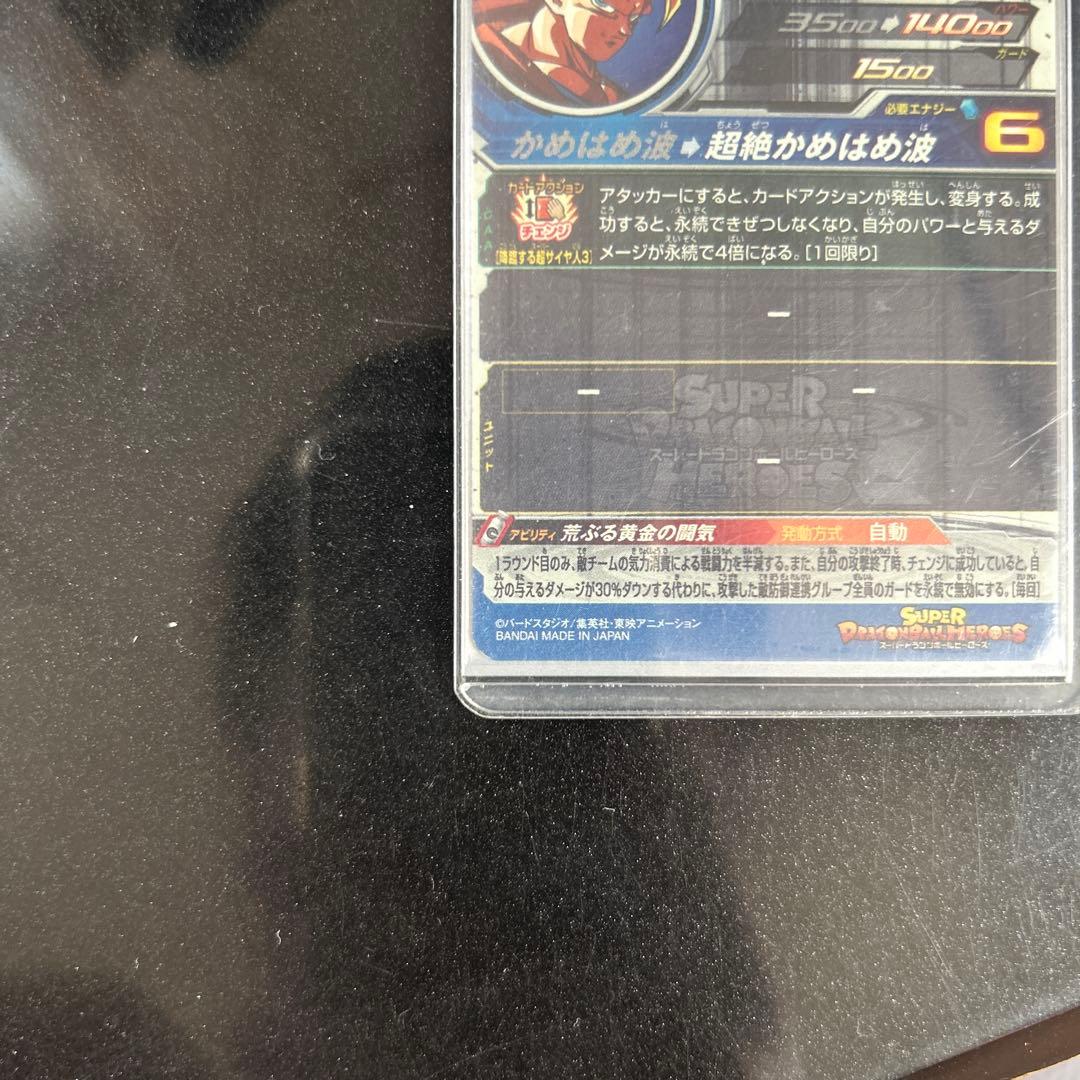 パワー
3500➡14000
ガード
1500
必要エナジー
6
かめはめ波➡超絶かめはめ波
カードアクション
チェンジ
[降臨する超サイヤ人3]
CAA
アタッカーにすると、カードアクションが発生し、変身する。成
功すると、永続できぜつしなくなり、自分のパワーと与えるダ
メージが永続で4倍になる。[1回限り]
ー
ー ー
ー
ユニット
SUPER
DRAGONBALL
スーパードラゴンボールヒーローズ
HEROES
アビリティ 荒ぶる黄金の闘気 発動方式 自動
1ラウンド目のみ、敵チームの気力消費による戦闘力を半減する。また、自分の攻撃終了時、チェンジに成功していると、自
分の与えるダメージが30%ダウンする代わりに、攻撃した敵防御連携グループ全員のガードを永続で無効にする。[毎回]
©バードスタジオ/集英社・東映アニメーション
BANDAI MADE IN JAPAN
SUPER
DRAGONBALL HEROES
スーパードラゴンボールヒーローズ